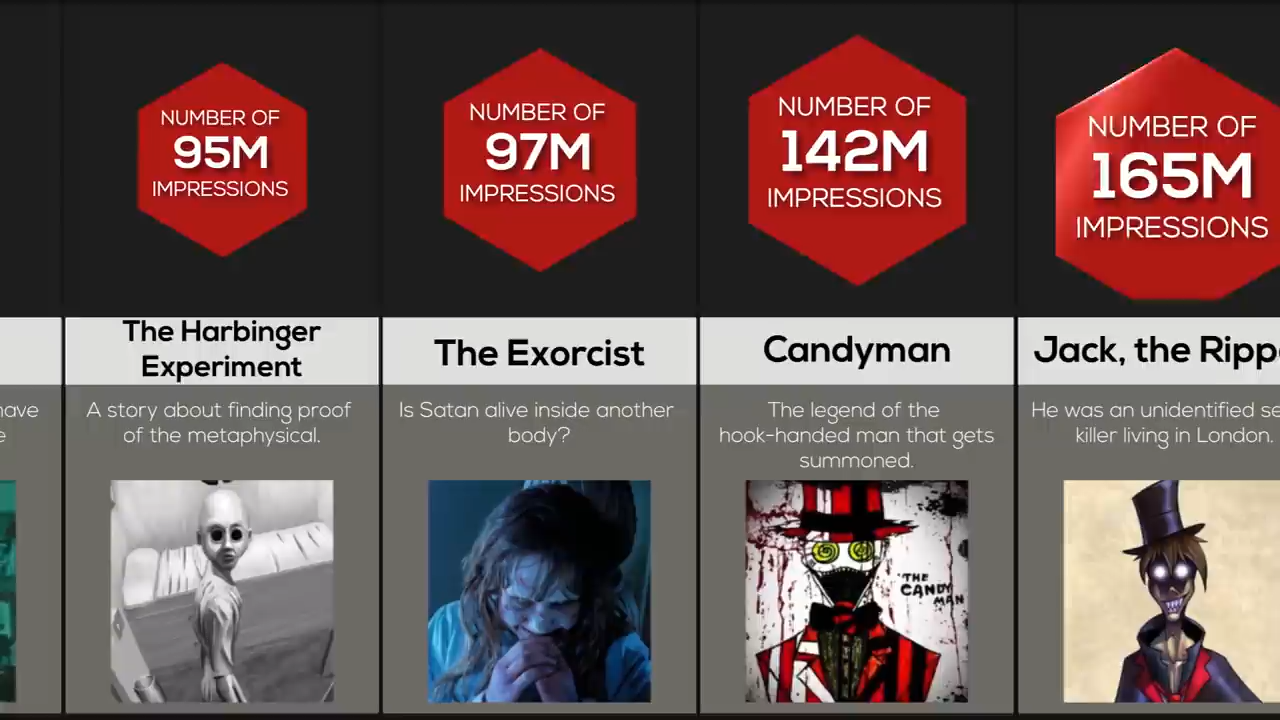 NUMBER OF
95M
IMPRESSIONS
The Harbinger
Experiment
A story about finding proof
of the metaphysical.
NUMBER OF
97M
IMPRESSIONS
The Exorcist
Is Satan alive inside another
body?
NUMBER OF
142M
IMPRESSIONS
Candyman
The legend of the
hook-handed man that gets
summoned.
THE
CANDY
MAN
NUMBER OF
165M
IMPRESSIONS
Jack, the Ripp
He was an unidentified se
killer living in London.